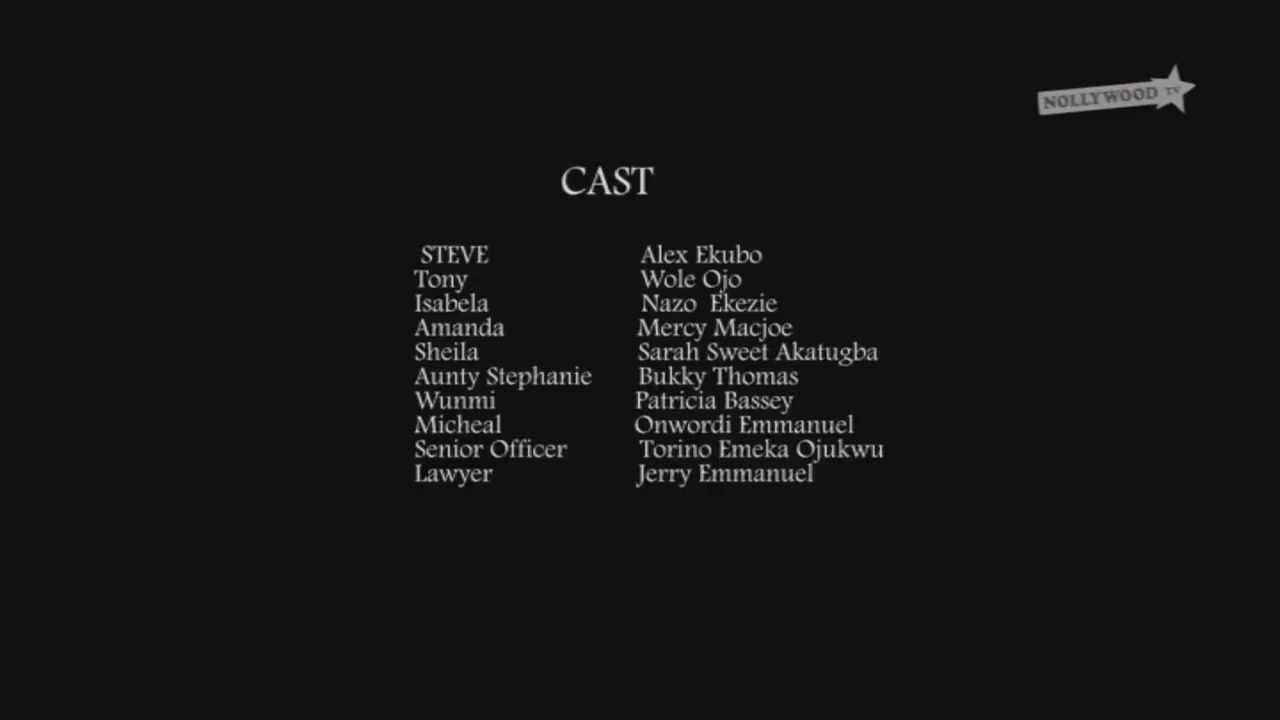 NOLLYWOOD TV
CAST
STEVE Alex Ekubo
Tony Wole Ojo
Isabela Nazo Ekezie
Amanda Mercy Macjoe
Sheila Sarah Sweet Akatugba
Aunty Stephanie Bukky Thomas
Wunmi Patricia Bassey
Micheal Onwordi Emmanuel
Senior Officer Torino Emeka Ojukwu
Lawyer Jerry Emmanuel